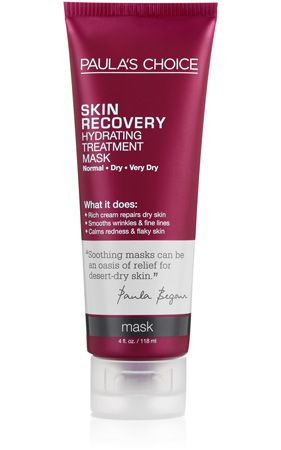 PAULA'S CHOICE
SKIN
RECOVERY
HYDRATING
TREATMENT
MASK
Normal • Dry • Very Dry
What it does:
• Rich cream repairs dry skin
• Smooths wrinkles & fine lines
• Calms redness & flaky skin
"Soothing masks can be
an oasis of relief for
desert-dry skin."
Paula Begoun
mask
4 fl. oz. / 118 ml